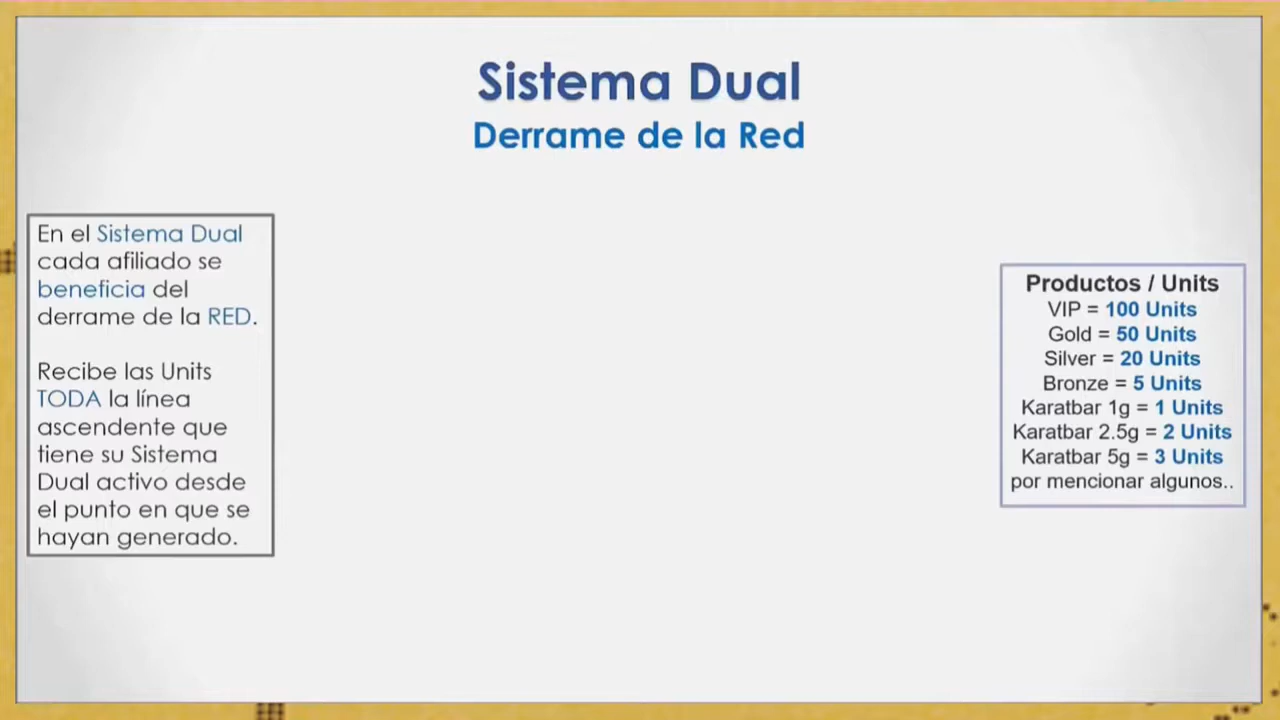 Sistema Dual
Derrame de la Red
En el Sistema Dual
cada afiliado se
beneficia del
derrame de la RED.
Recibe las Units
TODA la línea
ascendente que
tiene su Sistema
Dual activo desde
el punto en que se
hayan generado.
Productos / Units
VIP = 100 Units
Gold = 50 Units
Silver = 20 Units
Bronze = 5 Units
Karatbar 1g = 1 Units
Karatbar 2.5g = 2 Units
Karatbar 5g = 3 Units
por mencionar algunos..